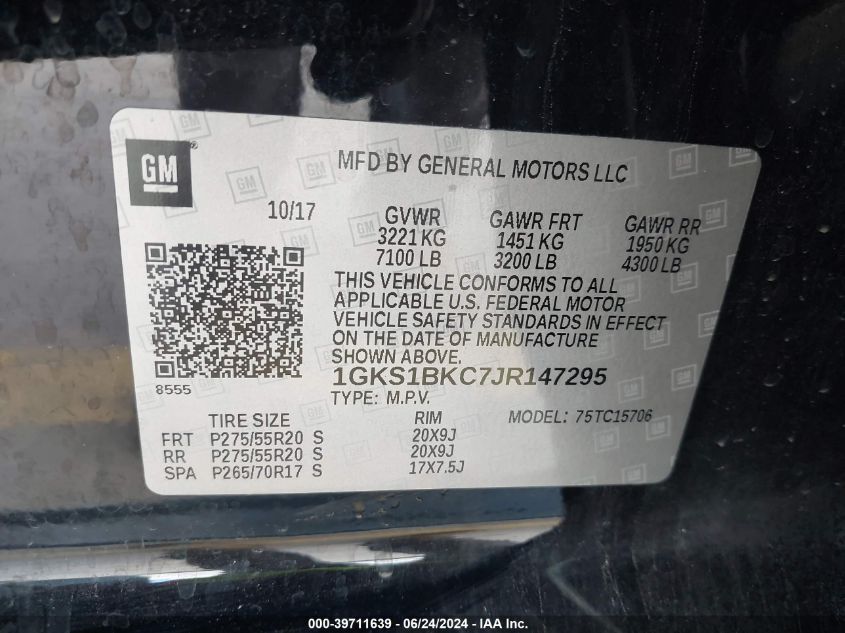 GM
MFD BY GENERAL MOTORS LLC
10/17
GVWR GAWR FRT GAWR RR
3221 KG 1451 KG 1950 KG
7100 LB 3200 LB 4300 LB
THIS VEHICLE CONFORMS TO ALL
APPLICABLE U.S. FEDERAL MOTOR
VEHICLE SAFETY STANDARDS IN EFFECT
ON THE DATE OF MANUFACTURE
SHOWN ABOVE.
1GKS1BKC7JR147295
8555
TYPE: M.P.V. MODEL: 75TC15706
TIRE SIZE RIM
FRT P275/55R20 S 20X9J
RR P275/55R20 S 20X9J
SPA P265/70R17 S 17X7.5J
000-39711639 - 06/24/2024 - IAA Inc.